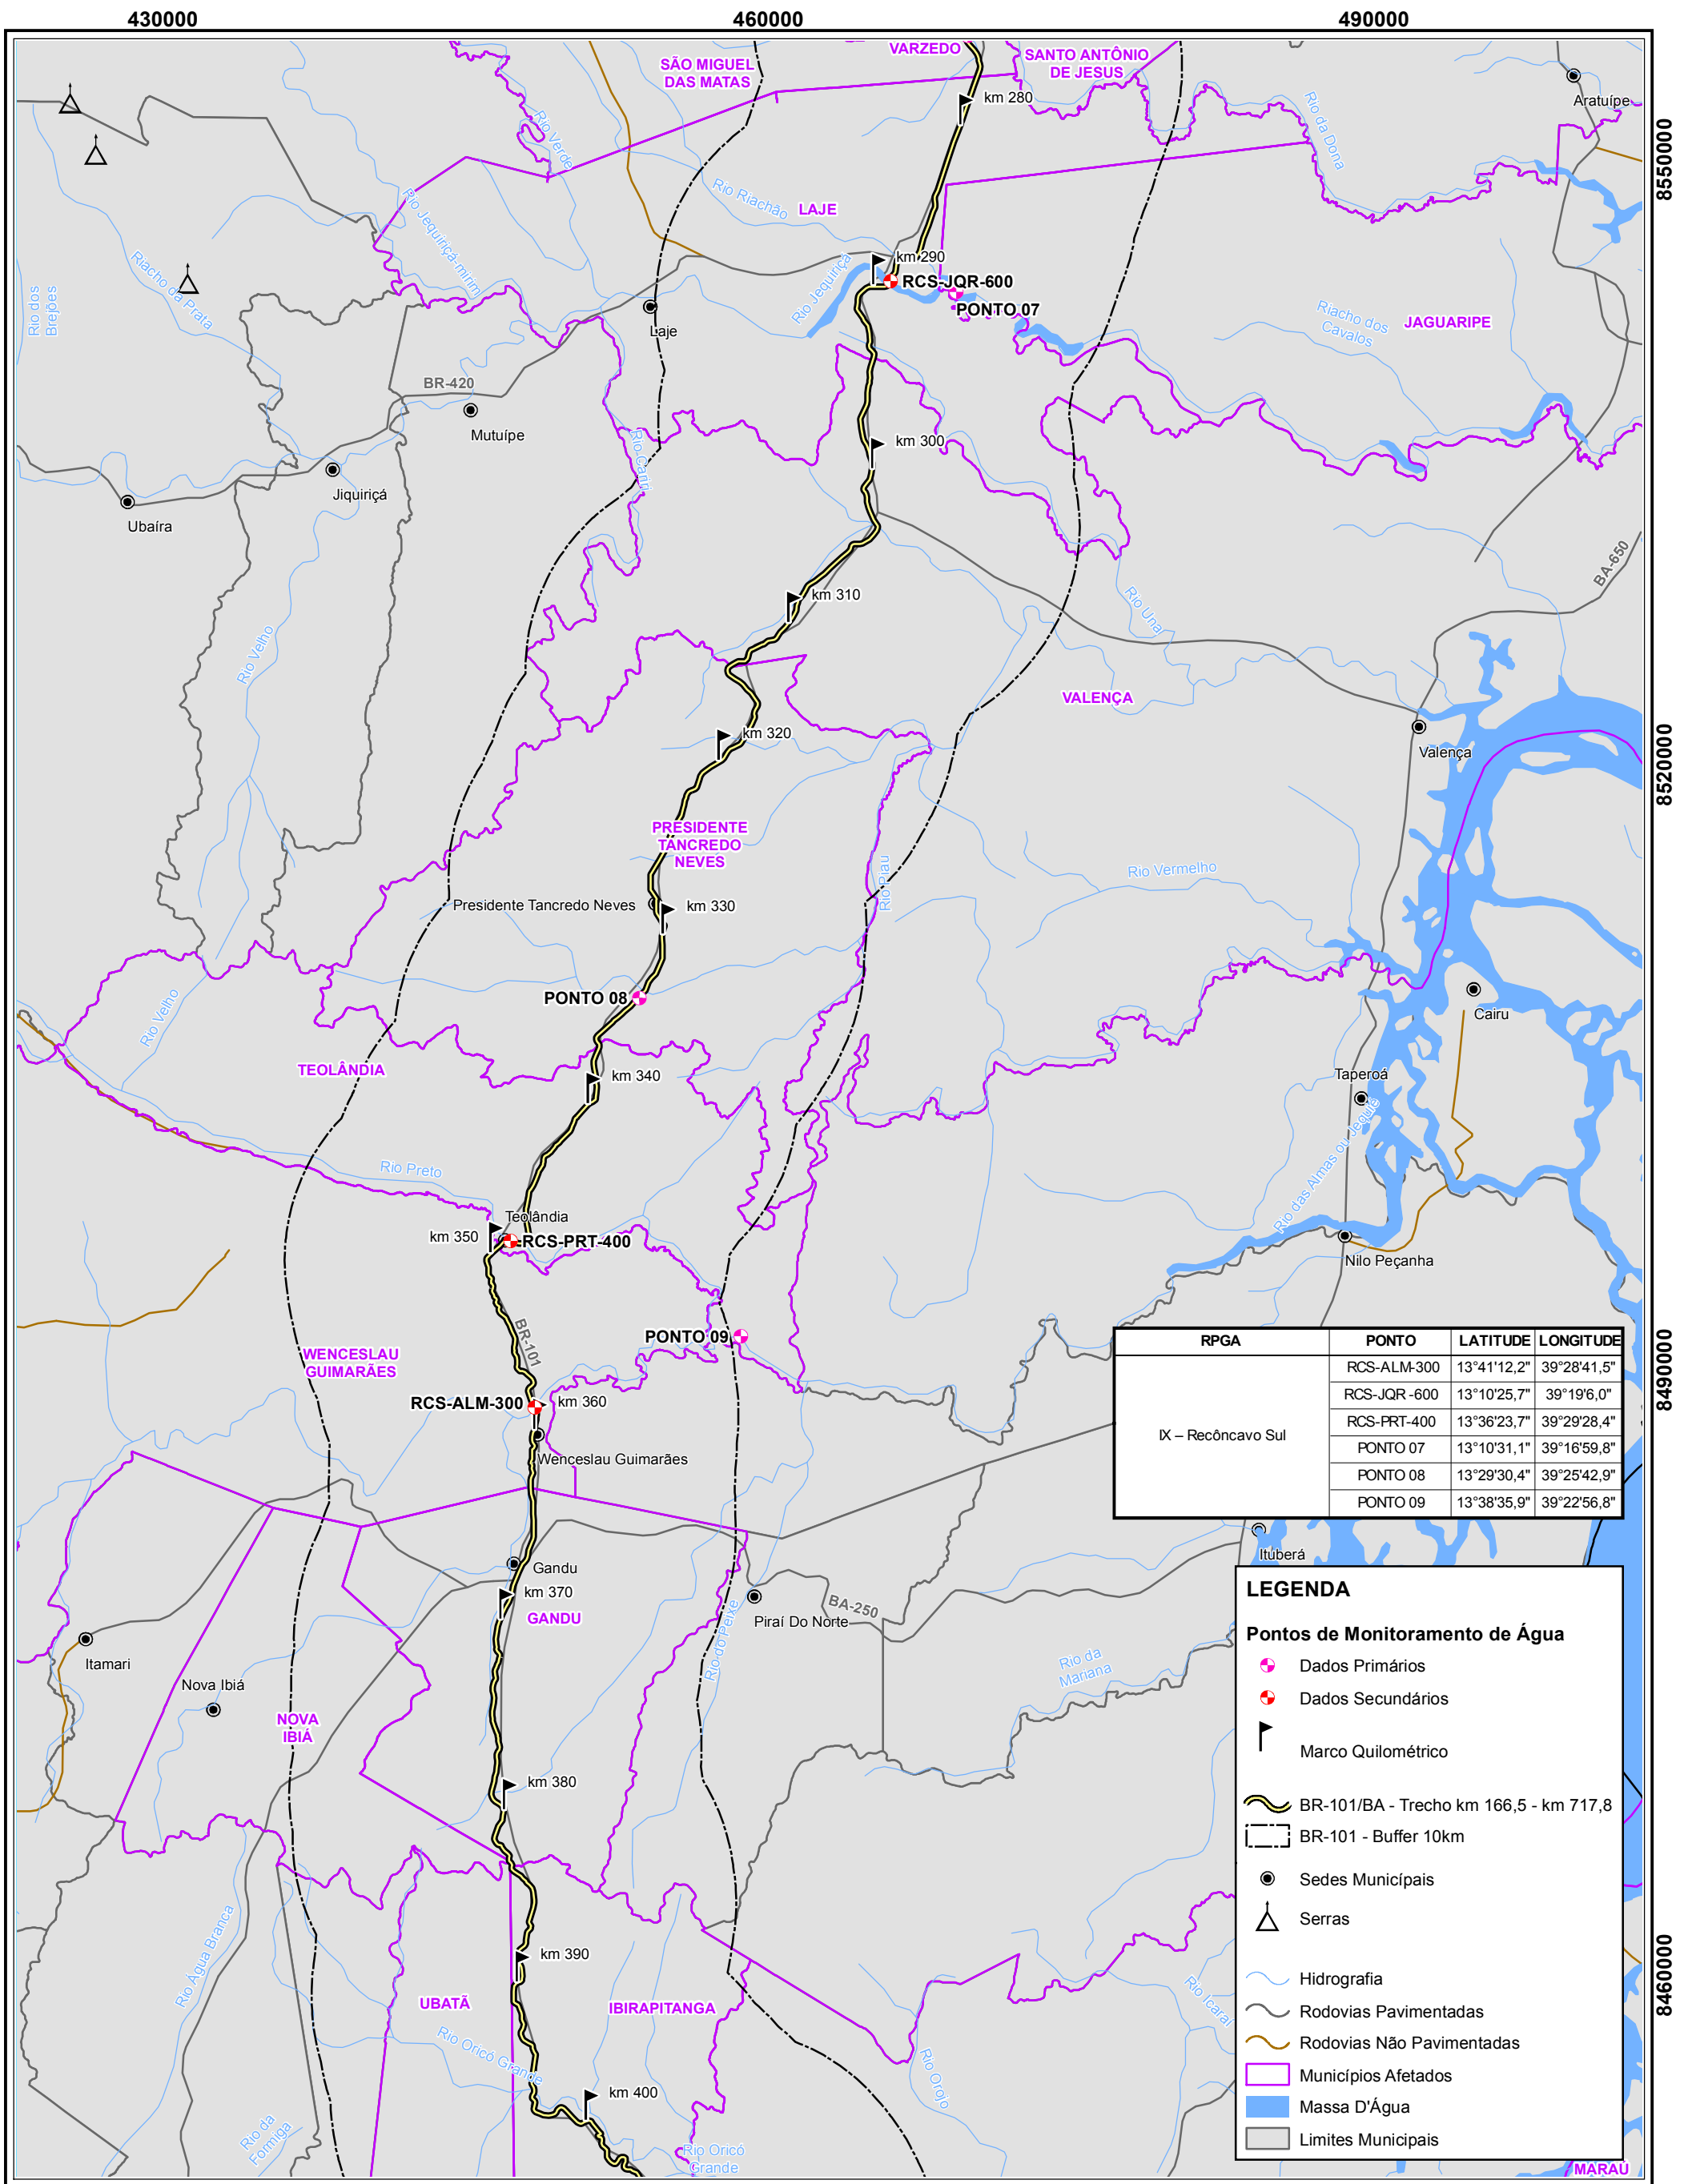 430000
460000
490000
8550000
8520000
8490000
8460000
VARZEDO
SANTO ANTÔNIO
DE JESUS
SÃO MIGUEL
DAS MATAS
km 280
Aratuípe
Rio Verde
Rio da Dona
Rio Riachão
LAJE
Rio Jequiriçá-mirim
Riacho da Prata
Rio dos
Brejões
km 290
RCS-JQR-600
PONTO 07
Rio Jequiriçá
Laje
Riacho dos
Cavalos
JAGUARIPE
BR-420
Mutuípe
km 300
Rio Cariri
Jiquiriçá
Ubaíra
BA-650
km 310
Rio Una
Rio Velho
VALENÇA
km 320
Valença
PRESIDENTE
TANCREDO
NEVES
Rio Piau
Rio Vermelho
Presidente Tancredo Neves
km 330
PONTO 08
Cairu
Rio Velho
TEOLÂNDIA
km 340
Taperoá
Rio das Almas ou Jequié
Rio Preto
Teolândia
km 350
RCS-PRT-400
Nilo Peçanha
BR-101
PONTO 09
WENCESLAU
GUIMARÃES
RCS-ALM-300
km 360
Wenceslau Guimarães
RPGA PONTO LATITUDE LONGITUDE
IX – Recôncavo Sul
RCS-ALM-300 13°41'12,2" 39°28'41,5"
RCS-JQR -600 13°10'25,7" 39°19'6,0"
RCS-PRT-400 13°36'23,7" 39°29'28,4"
PONTO 07 13°10'31,1" 39°16'59,8"
PONTO 08 13°29'30,4" 39°25'42,9"
PONTO 09 13°38'35,9" 39°22'56,8"
Ituberá
Gandu
km 370
GANDU
Piraí Do Norte
BA-250
Rio do Peixe
Rio da
Mariana
Itamari
Nova Ibiá
NOVA
IBIÁ
km 380
km 390
Rio Água Branca
UBATÃ
IBIRAPITANGA
Rio Icaraí
Rio Oricó Grande
Rio Orojo
km 400
Rio da
Formiga
Rio Oricó
Grande
MARAÚ
LEGENDA
Pontos de Monitoramento de Água
Dados Primários
Dados Secundários
Marco Quilométrico
BR-101/BA - Trecho km 166,5 - km 717,8
BR-101 - Buffer 10km
Sedes Municípais
Serras
Hidrografia
Rodovias Pavimentadas
Rodovias Não Pavimentadas
Municípios Afetados
Massa D'Água
Limites Municipais